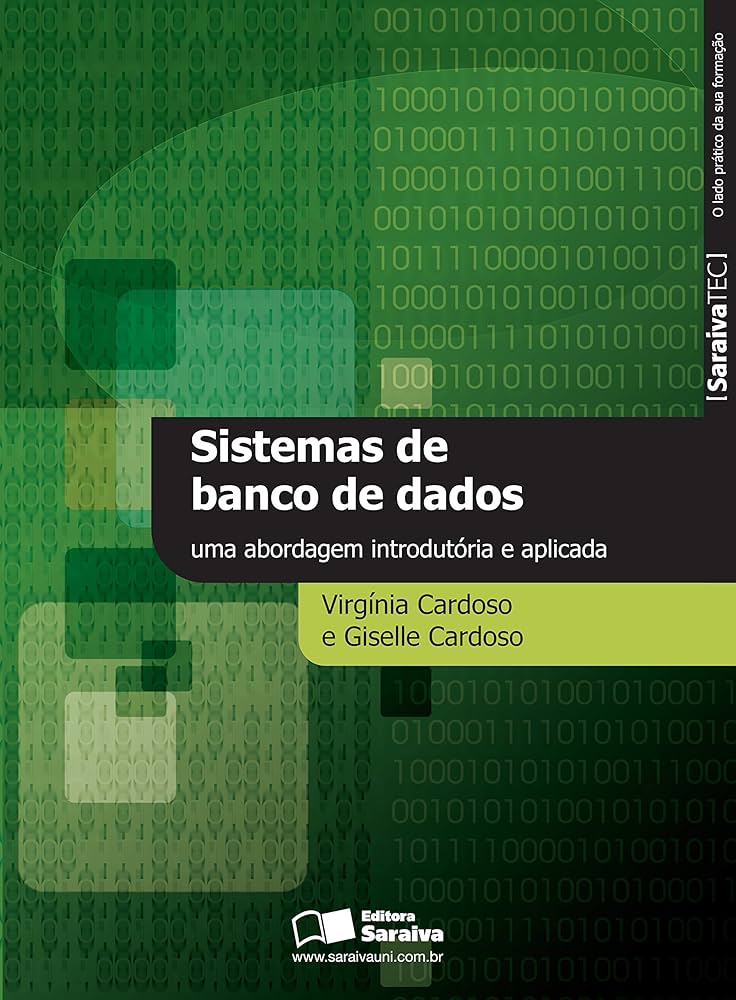 O lado prático da sua formação
[SaraivaTEC]
Sistemas de
banco de dados
uma abordagem introdutória e aplicada
Virgínia Cardoso
e Giselle Cardoso
Editora
Saraiva
www.saraivauni.com.br